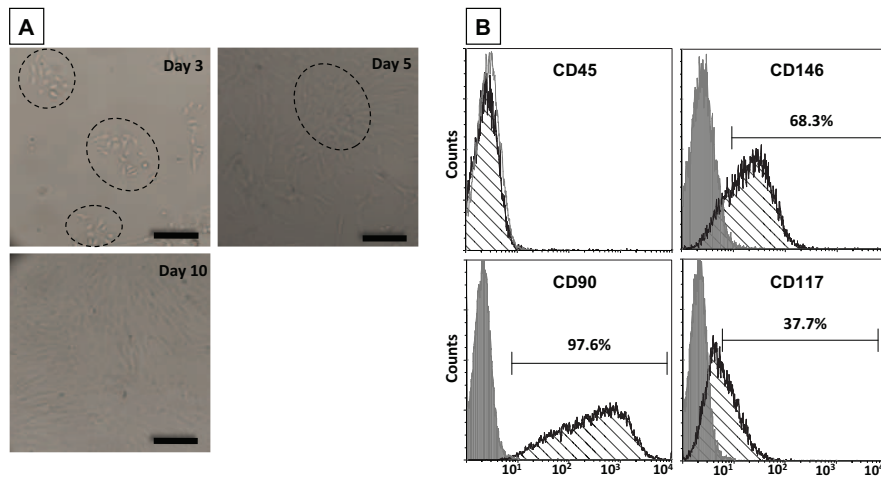 A
Day 3
Day 5
Day 10
B
CD45
CD146
68.3%
Counts
CD90
97.6%
CD117
37.7%
Counts
10¹ 10² 10³ 10⁴
10¹ 10² 10³ 10⁴